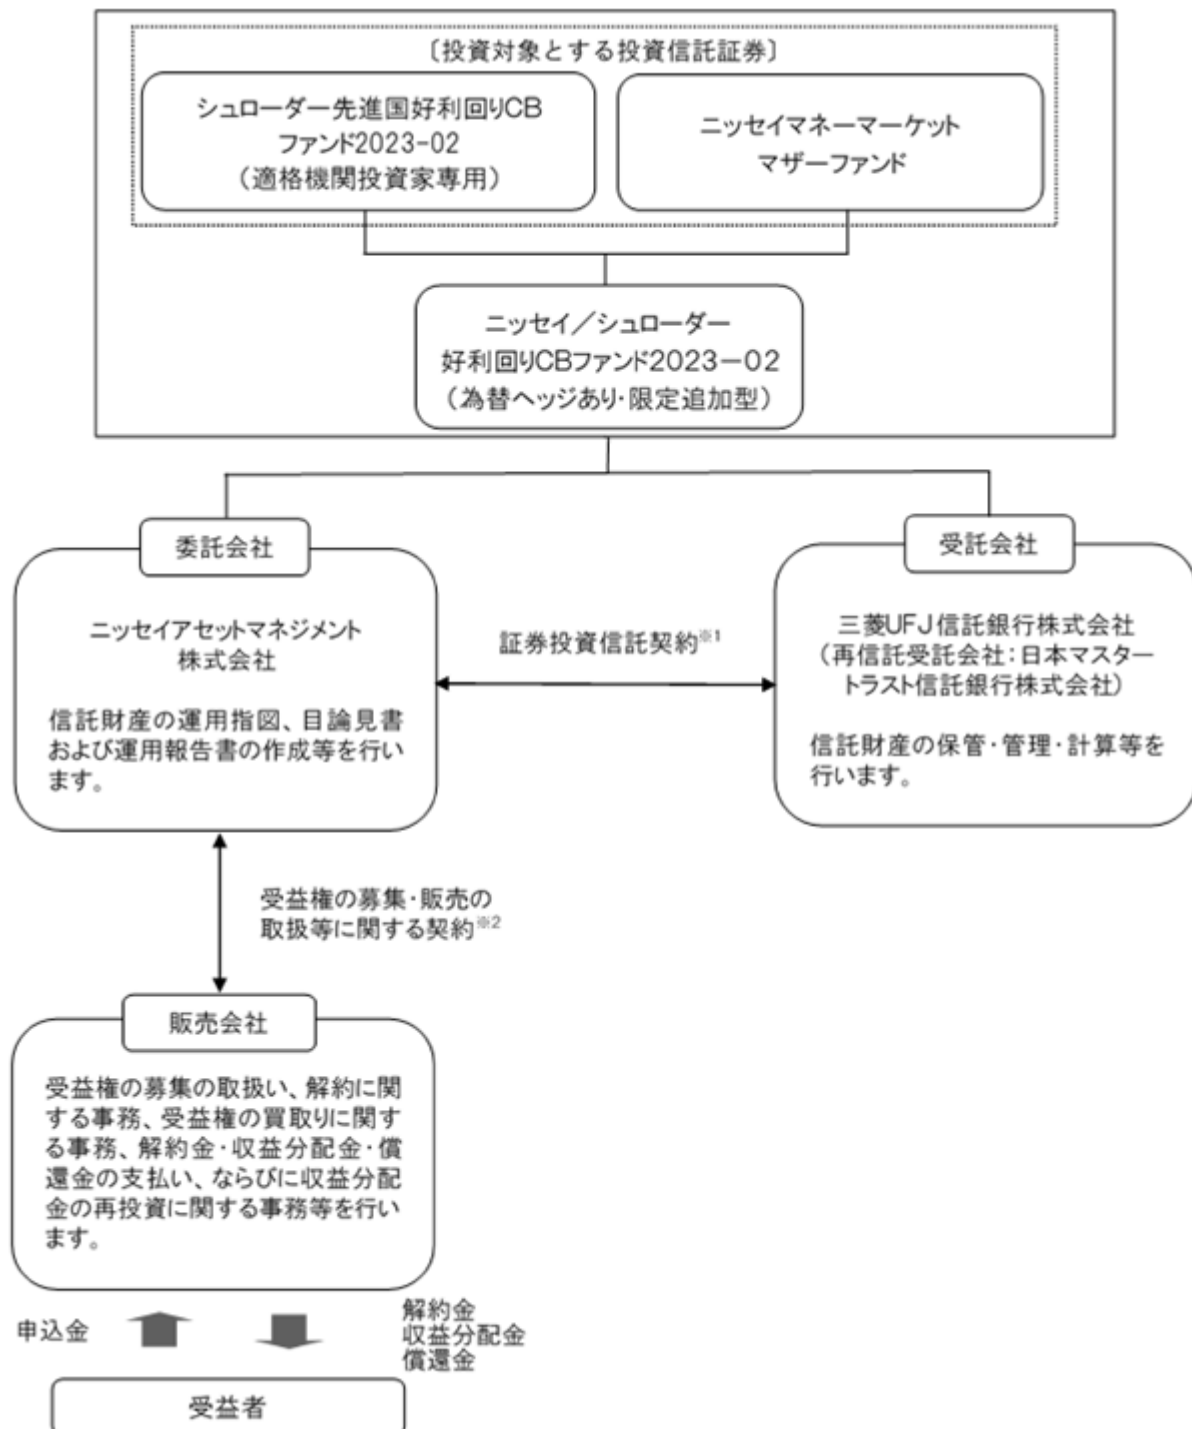 〔投資対象とする投資信託証券〕
シュローダー先進国好利回りCB
ファンド2023-02
（適格機関投資家専用）
ニッセイマネーマーケット
マザーファンド
ニッセイ／シュローダー
好利回りCBファンド2023－02
（為替ヘッジあり・限定追加型）
委託会社
ニッセイアセットマネジメント
株式会社
信託財産の運用指図、目論見書
および運用報告書の作成等を行い
ます。
証券投資信託契約※1
受託会社
三菱UFJ信託銀行株式会社
（再信託受託会社：日本マスター
トラスト信託銀行株式会社）
信託財産の保管・管理・計算等を
行います。
受益権の募集・販売の
取扱等に関する契約※2
販売会社
受益権の募集の取扱い、解約に関
する事務、受益権の買取りに関す
る事務、解約金・収益分配金・償
還金の支払い、ならびに収益分配
金の再投資に関する事務等を行い
ます。
申込金
解約金
収益分配金
償還金
受益者